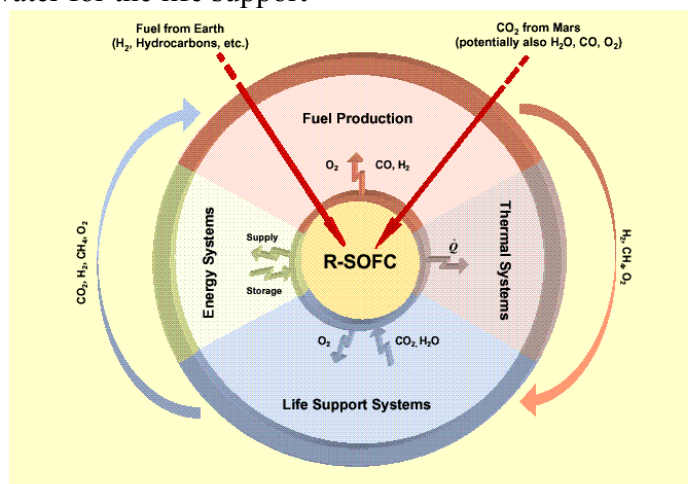 water for the life support
Fuel from Earth
(H₂, Hydrocarbons, etc.)
CO₂ from Mars
(potentially also H₂O, CO, O₂)
Fuel Production
O₂
CO, H₂
CO₂, H₂, CH₄, O₂
Energy Systems
Supply
Storage
R-SOFC
Q̇
Thermal Systems
H₂, CH₄, O₂
O₂
CO₂, H₂O
Life Support Systems